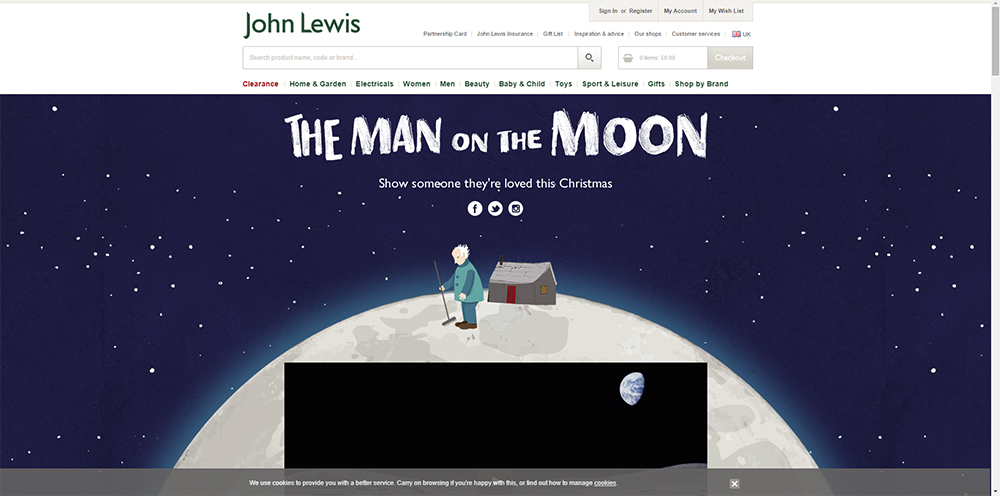 Sign In or Register My Account My Wish List
John Lewis
Partnership Card John Lewis Insurance Gift List Inspiration & advice Our shops Customer services UK
Search product name, code or brand...
0 items £0.00 Checkout
Clearance Home & Garden Electricals Women Men Beauty Baby & Child Toys Sport & Leisure Gifts Shop by Brand
THE MAN ON THE MOON
Show someone they're loved this Christmas
We use cookies to provide you with a better service. Carry on browsing if you're happy with this, or find out how to manage cookies.